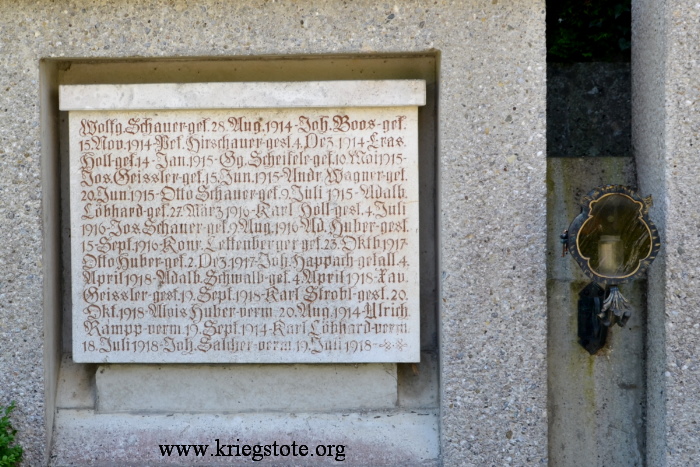 Wolfg. Schauer-gef. 28. Aug. 1914 - Joh. Boos-gef.
15. Nov. 1914 - Pet. Hirschauer-gest. 4. Dez. 1914 - Eras.
Holl-gef. 14. Jan. 1915 - Gg. Scheifele-gef. 10. Mai 1915-
Jos. Geissler-gef. 15. Jun. 1915 - Andr. Wagner-gef.
20. Jun. 1915 - Otto Schauer-gef. 9. Juli 1915 - Adalb.
Löbhard-gef. 27. März 1916 - Karl Holl-gest. 4. Juli
1916 - Jos. Schauer-gef. 9. Aug. 1916 - Ad. Huber-gest.
15. Sept. 1916 - Konr. Lettenberger-gef. 23. Oktb. 1917
Otto Huber-gef. 2. Dez. 1917 - Joh. Happach-gefall. 4.
April 1918 - Adalb. Schwalb-gef. 4. April 1918 - Xav.
Geissler-gest. 19. Sept. 1918 - Karl Strobl-gest. 20.
Okt. 1918 - Alois Huber-verm. 20. Aug. 1914 - Ulrich
Rampp-verm. 19. Sept. 1914 - Karl Löbhard-verm.
18. Juli 1918 - Joh. Salcher-verm. 19. Juli 1918 -
www.kriegstote.org